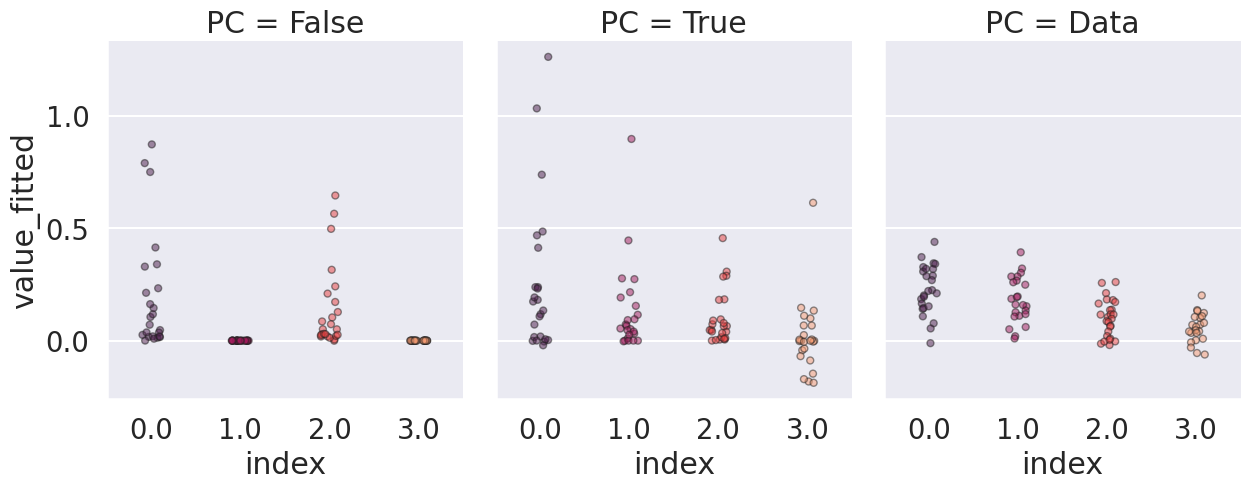 PC = False
PC = True
PC = Data
value_fitted
1.0
0.5
0.0
0.0 1.0 2.0 3.0
0.0 1.0 2.0 3.0
0.0 1.0 2.0 3.0
index
index
index